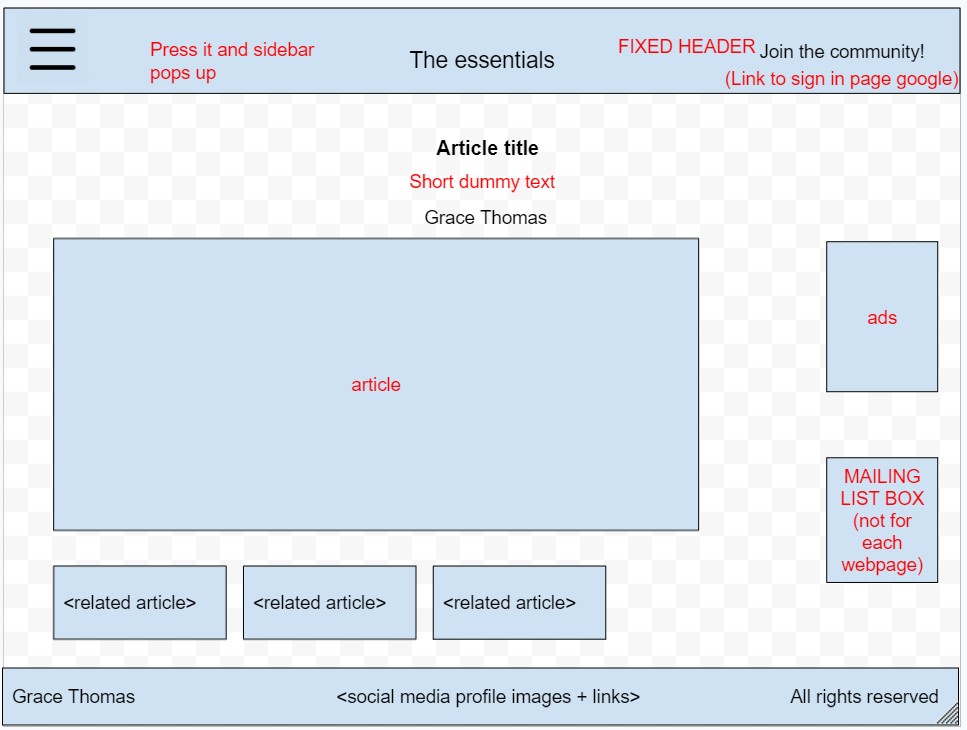 Press it and sidebar
pops up
The essentials
FIXED HEADER
Join the community!
(Link to sign in page google)
Article title
Short dummy text
Grace Thomas
article
ads
MAILING
LIST BOX
(not for
each
webpage)
<related article>
<related article>
<related article>
Grace Thomas
<social media profile images + links>
All rights reserved